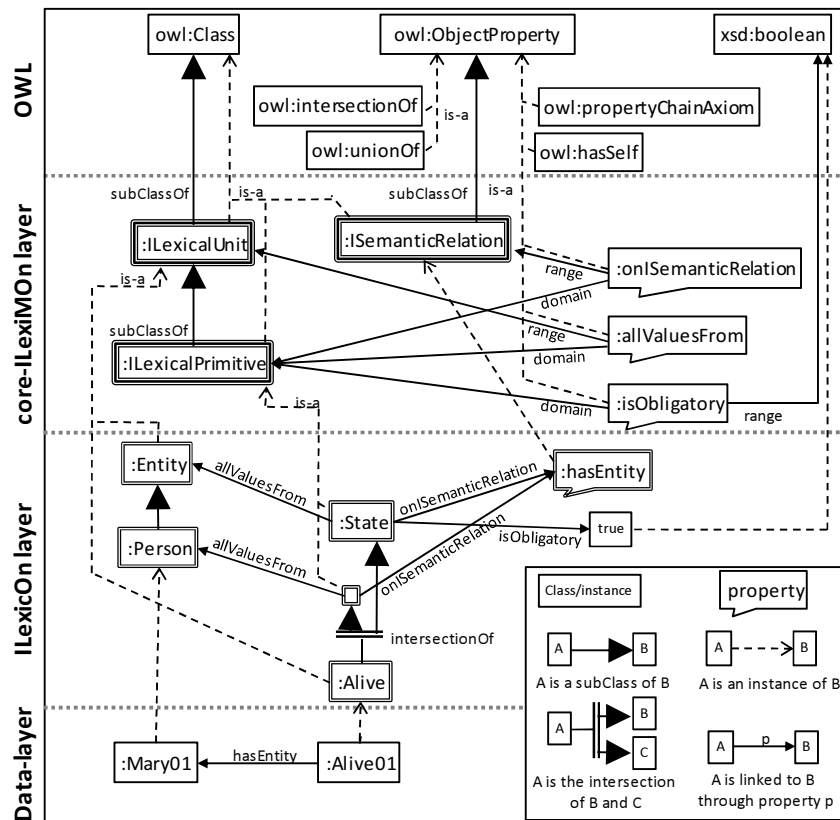 OWL
owl:Class
owl:ObjectProperty
xsd:boolean
owl:intersectionOf
is-a
owl:propertyChainAxiom
owl:unionOf
owl:hasSelf
core-ILexiMOn layer
subClassOf
is-a
subClassOf
is-a
:ILexicalUnit
:ISemanticRelation
is-a
range
:onISemanticRelation
domain
subClassOf
range
:allValuesFrom
:ILexicalPrimitive
domain
is-a
domain
:isObligatory
range
ILexicOn layer
:Entity
allValuesFrom
onISemanticRelation
:hasEntity
:State
isObligatory
true
:Person
allValuesFrom
onISemanticRelation
intersectionOf
:Alive
Data-layer
:Mary01
hasEntity
:Alive01
Class/instance
property
A
B
A
B
A is a subClass of B
A is an instance of B
A
B
C
A
p
B
A is the intersection
of B and C
A is linked to B
through property p